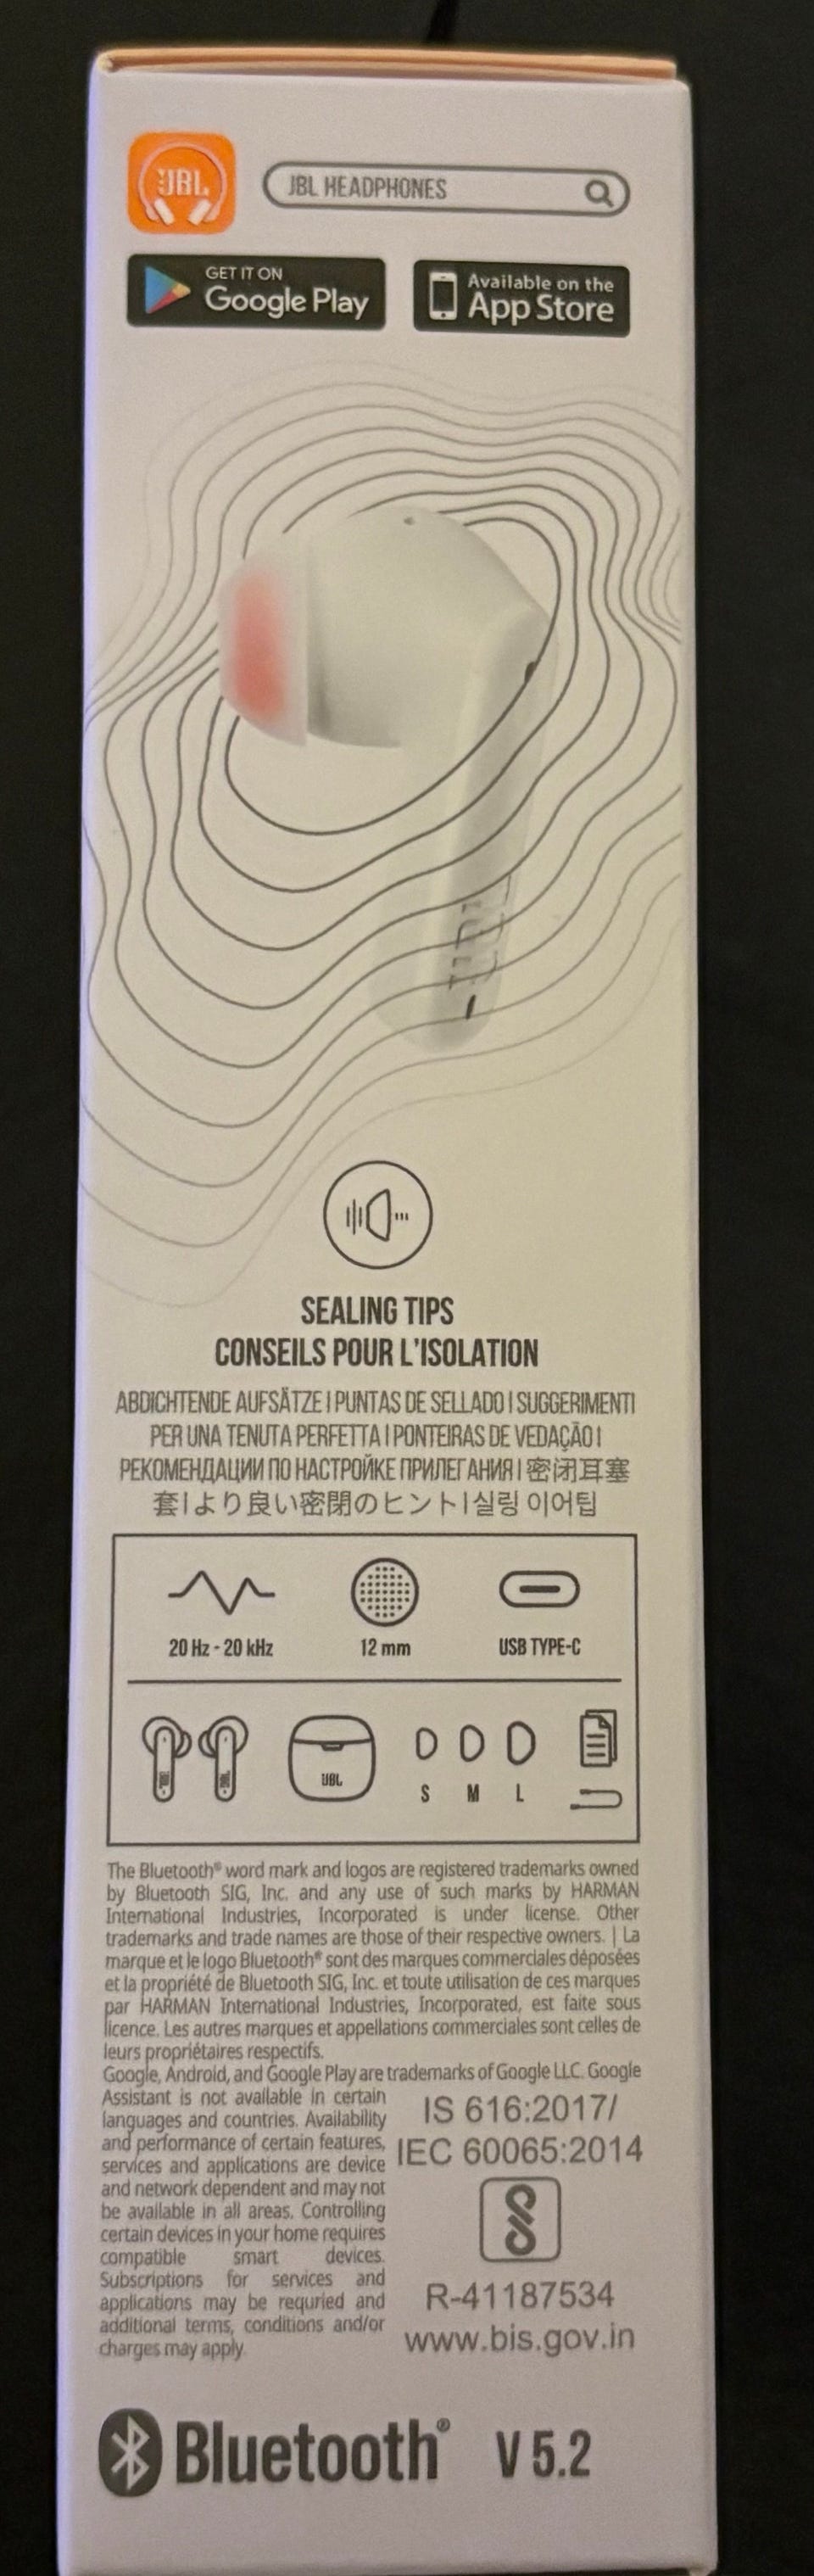 JBL
JBL HEADPHONES
GET IT ON
Google Play
Available on the
App Store
JBL
SEALING TIPS
CONSEILS POUR L'ISOLATION
ABDICHTENDE AUFSÄTZE | PUNTAS DE SELLADO | SUGGERIMENTI
PER UNA TENUTA PERFETTA | PONTEIRAS DE VEDAÇÃO |
РЕКОМЕНДАЦИИ ПО НАСТРОЙКЕ ПРИЛЕГАНИЯ | 密闭耳塞
套 | より良い密閉のヒント | 실링 이어팁
20 Hz - 20 kHz
12 mm
USB TYPE-C
JBL
JBL
JBL
S
M
L
The Bluetooth® word mark and logos are registered trademarks owned
by Bluetooth SIG, Inc. and any use of such marks by HARMAN
International Industries, Incorporated is under license. Other
trademarks and trade names are those of their respective owners. | La
marque et le logo Bluetooth® sont des marques commerciales déposées
et la propriété de Bluetooth SIG, Inc. et toute utilisation de ces marques
par HARMAN International Industries, Incorporated, est faite sous
licence. Les autres marques et appellations commerciales sont celles de
leurs propriétaires respectifs.
Google, Android, and Google Play are trademarks of Google LLC. Google
Assistant is not available in certain
languages and countries. Availability
and performance of certain features,
services and applications are device
and network dependent and may not
be available in all areas. Controlling
certain devices in your home requires
compatible smart devices.
Subscriptions for services and
applications may be requried and
additional terms, conditions and/or
charges may apply
IS 616:2017/
IEC 60065:2014
R-41187534
www.bis.gov.in
Bluetooth® V 5.2